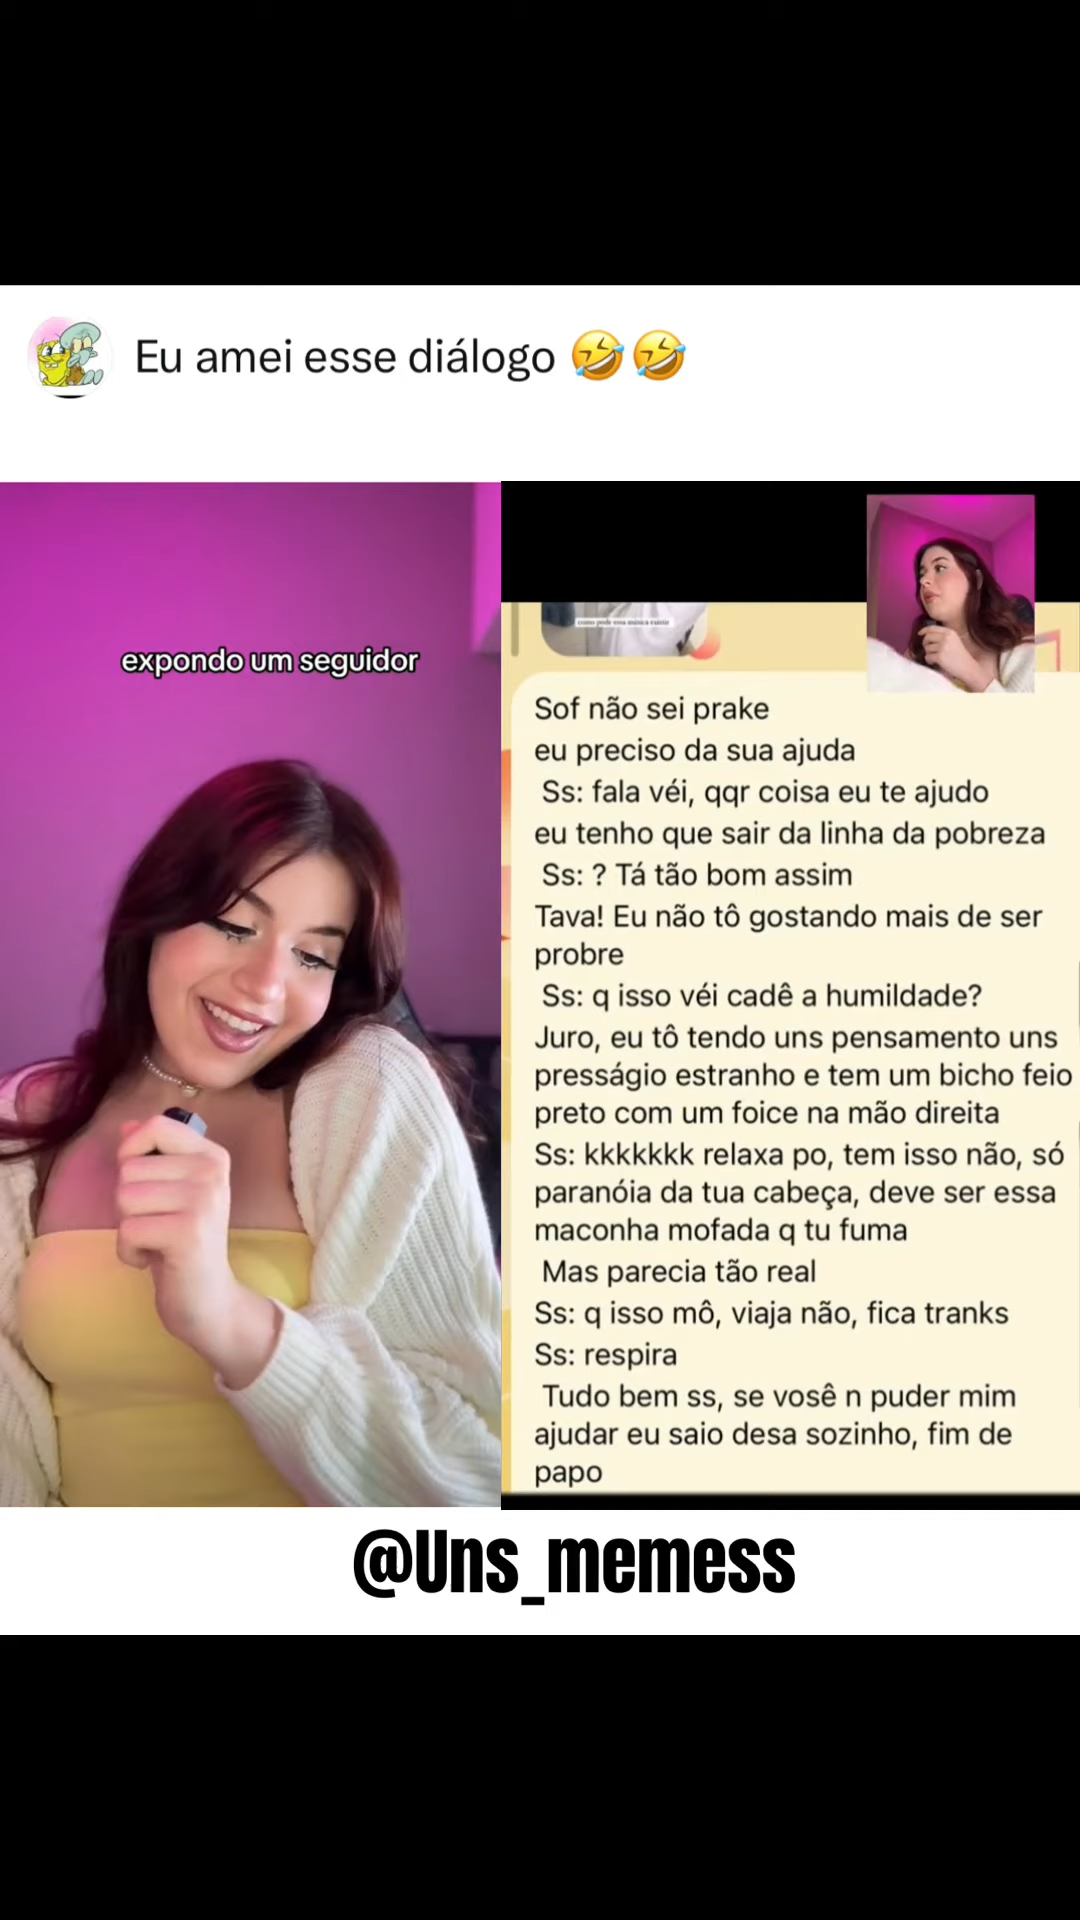 Eu amei esse diálogo 🤣🤣
expondo um seguidor
como pode essa música existir
Sof não sei prake
eu preciso da sua ajuda
Ss: fala véi, qqr coisa eu te ajudo
eu tenho que sair da linha da pobreza
Ss: ? Tá tão bom assim
Tava! Eu não tô gostando mais de ser
probre
Ss: q isso véi cadê a humildade?
Juro, eu tô tendo uns pensamento uns
presságio estranho e tem um bicho feio
preto com um foice na mão direita
Ss: kkkkkkk relaxa po, tem isso não, só
paranóia da tua cabeça, deve ser essa
maconha mofada q tu fuma
Mas parecia tão real
Ss: q isso mô, viaja não, fica tranks
Ss: respira
Tudo bem ss, se vosê n puder mim
ajudar eu saio desa sozinho, fim de
papo
@Uns_memess